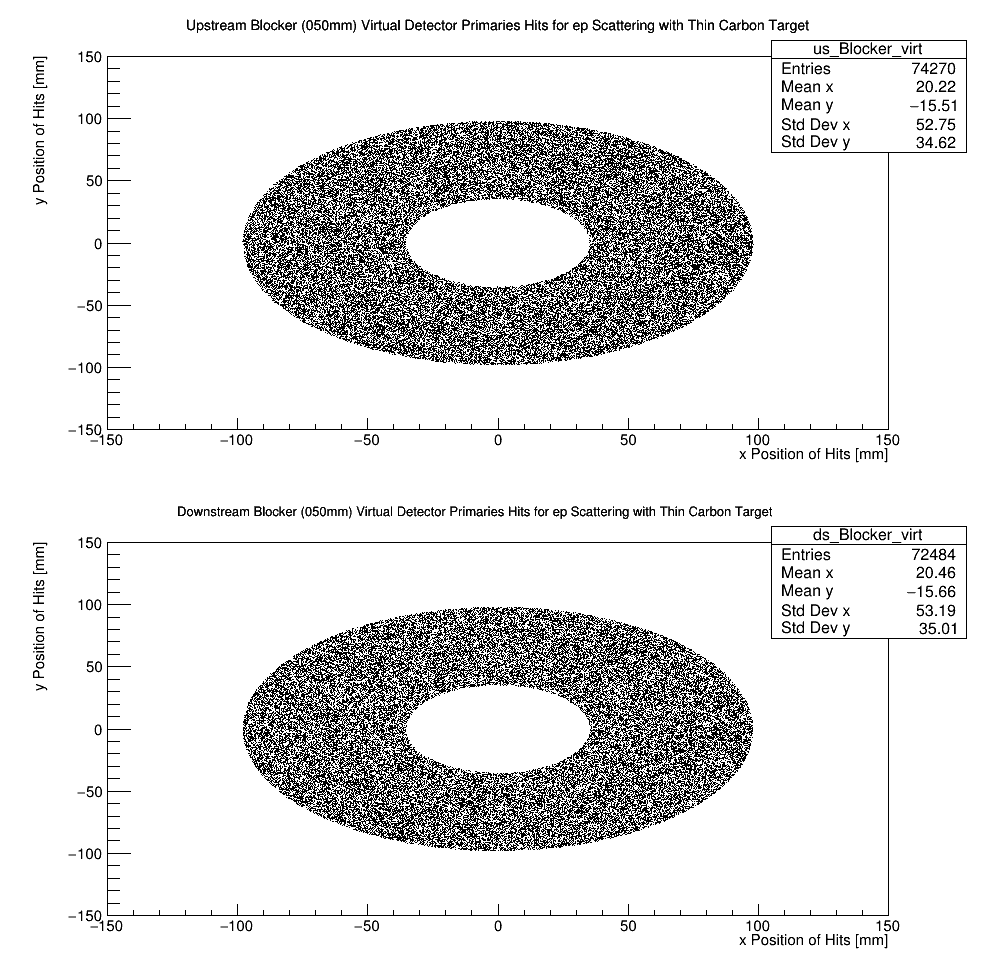 Upstream Blocker (050mm) Virtual Detector Primaries Hits for ep Scattering with Thin Carbon Target
us_Blocker_virt
Entries 74270
Mean x 20.22
Mean y −15.51
Std Dev x 52.75
Std Dev y 34.62
y Position of Hits [mm]
150
100
50
0
−50
−100
−150
−150 −100 −50 0 50 100 150
x Position of Hits [mm]
Downstream Blocker (050mm) Virtual Detector Primaries Hits for ep Scattering with Thin Carbon Target
ds_Blocker_virt
Entries 72484
Mean x 20.46
Mean y −15.66
Std Dev x 53.19
Std Dev y 35.01
y Position of Hits [mm]
150
100
50
0
−50
−100
−150
−150 −100 −50 0 50 100 150
x Position of Hits [mm]